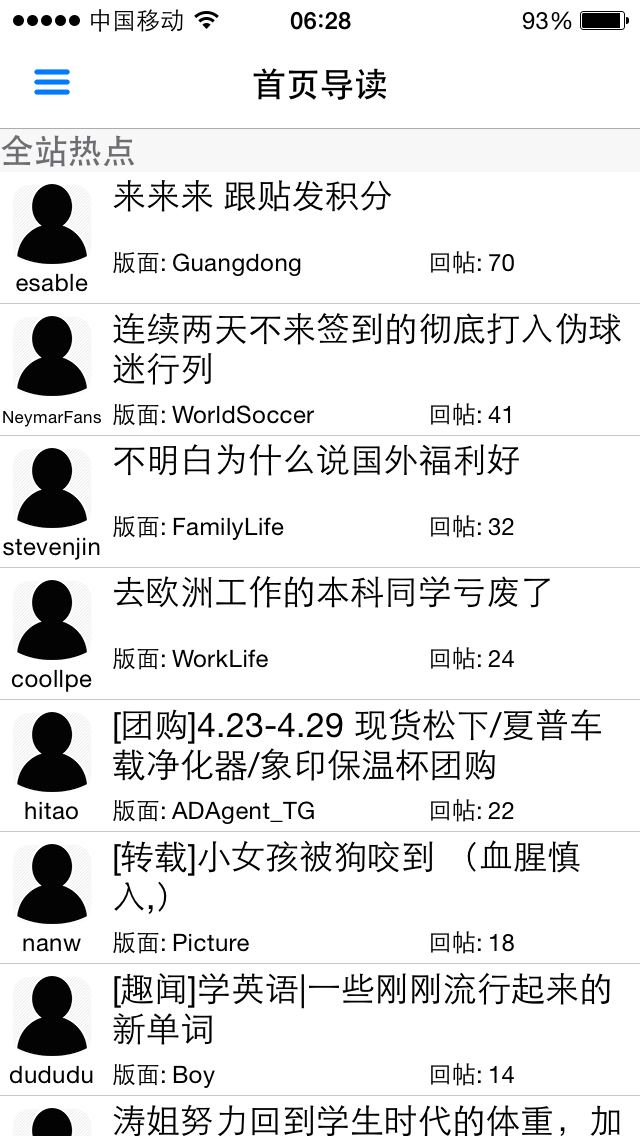 中国移动 06:28 93%
首页导读
全站热点
来来来 跟贴发积分
esable 版面: Guangdong 回帖: 70
连续两天不来签到的彻底打入伪球
迷行列
NeymarFans 版面: WorldSoccer 回帖: 41
不明白为什么说国外福利好
版面: FamilyLife 回帖: 32
stevenjin
去欧洲工作的本科同学亏废了
版面: WorkLife 回帖: 24
coollpe
[团购]4.23-4.29 现货松下/夏普车
载净化器/象印保温杯团购
hitao 版面: ADAgent_TG 回帖: 22
[转载]小女孩被狗咬到 （血腥慎
入,）
nanw 版面: Picture 回帖: 18
[趣闻]学英语|一些刚刚流行起来的
新单词
dududu 版面: Boy 回帖: 14
涛姐努力回到学生时代的体重，加